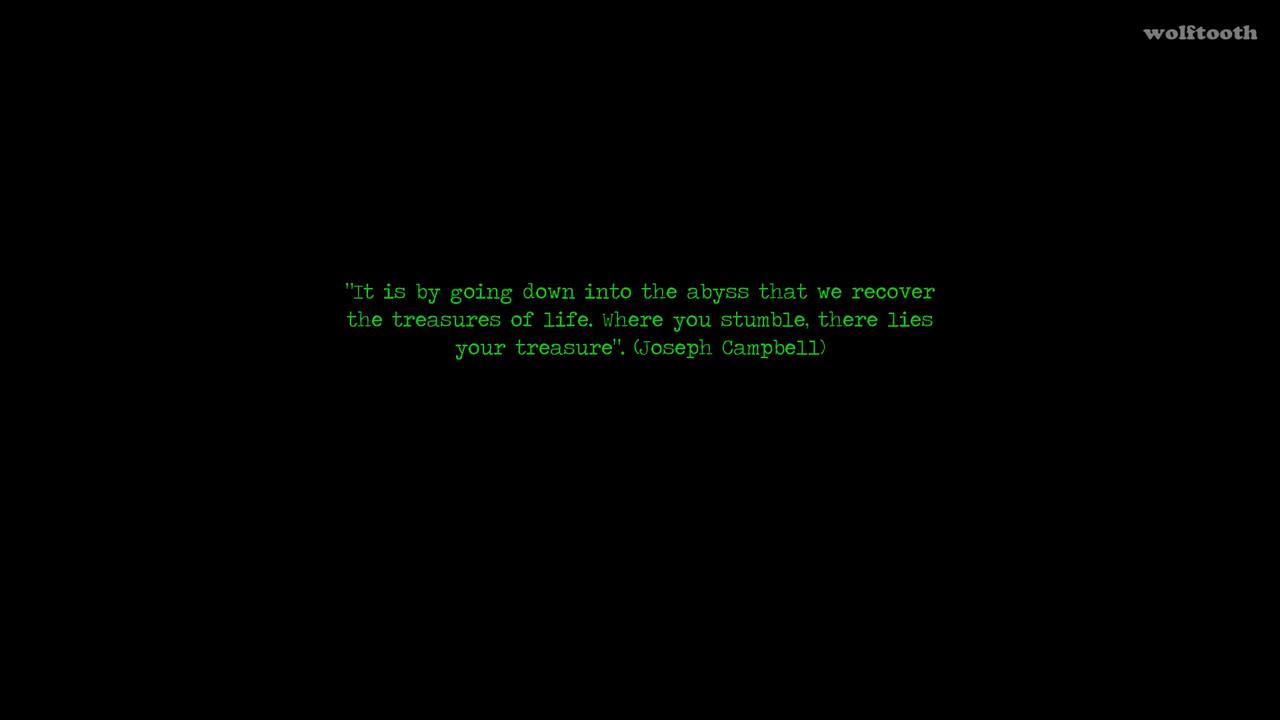 wolftooth
"It is by going down into the abyss that we recover
the treasures of life. Where you stumble, there lies
your treasure". (Joseph Campbell)